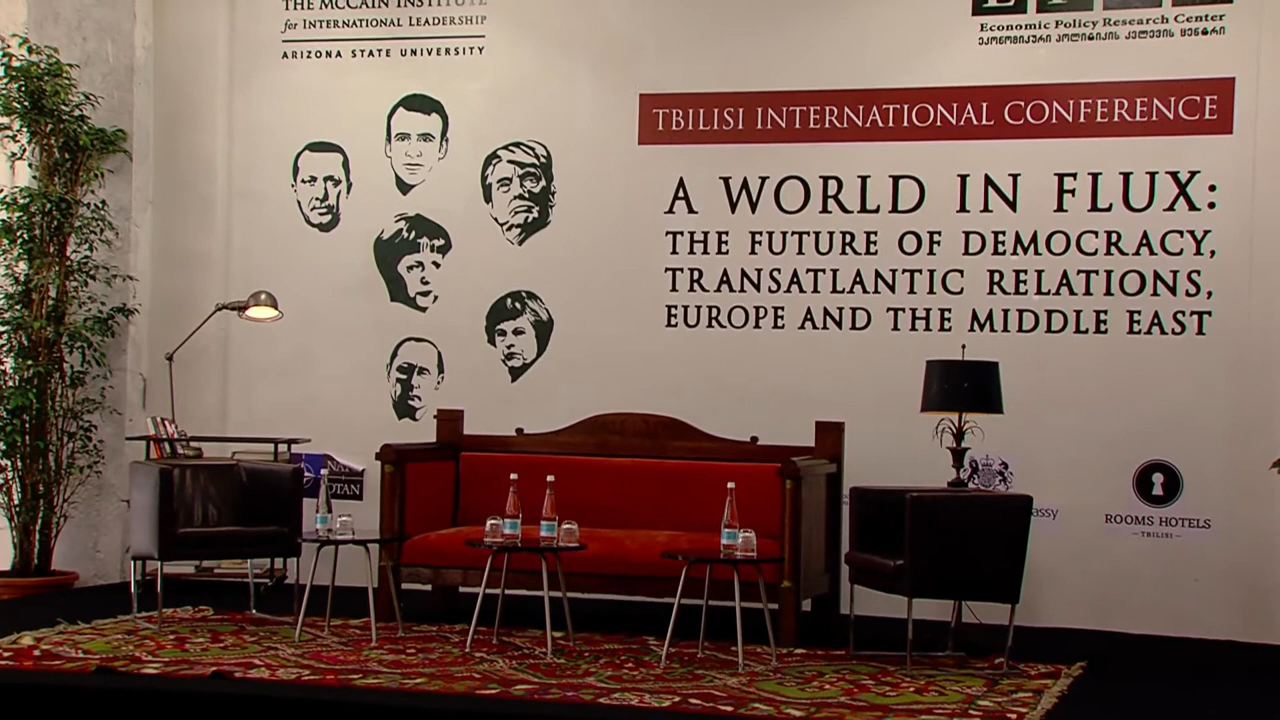 THE MCCAIN INSTITUTE
for INTERNATIONAL LEADERSHIP
ARIZONA STATE UNIVERSITY
Economic Policy Research Center
ეკონომიკური პოლიტიკის კვლევის ცენტრი
TBILISI INTERNATIONAL CONFERENCE
A WORLD IN FLUX:
THE FUTURE OF DEMOCRACY,
TRANSATLANTIC RELATIONS,
EUROPE AND THE MIDDLE EAST
OTAN
ROOMS HOTELS
TBILISI